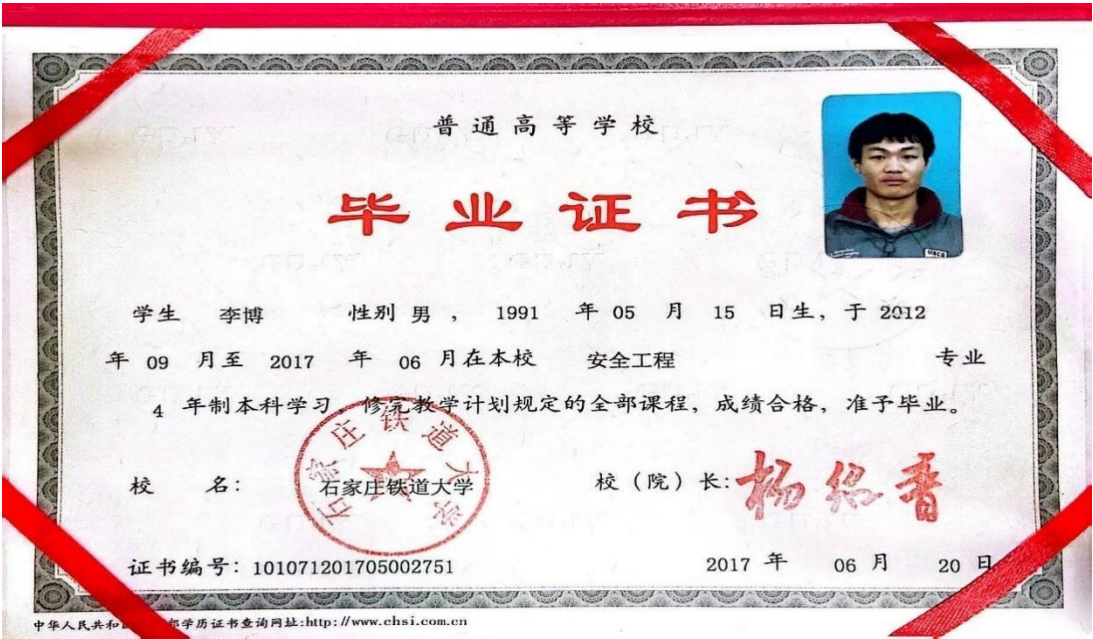 普通高等学校
毕业证书
学生 李博 性别 男 ， 1991 年 05 月 15 日生，于 2012
年 09 月至 2017 年 06 月在本校 安全工程 专业
4 年制本科学习，修完教学计划规定的全部课程，成绩合格，准予毕业。
石家庄铁道大学
校 名： 石家庄铁道大学 校（院）长：
证书编号：101071201705002751 2017 年 06 月 20 日
中华人民共和 学历证书查询网址:http://www.chsi.com.cn